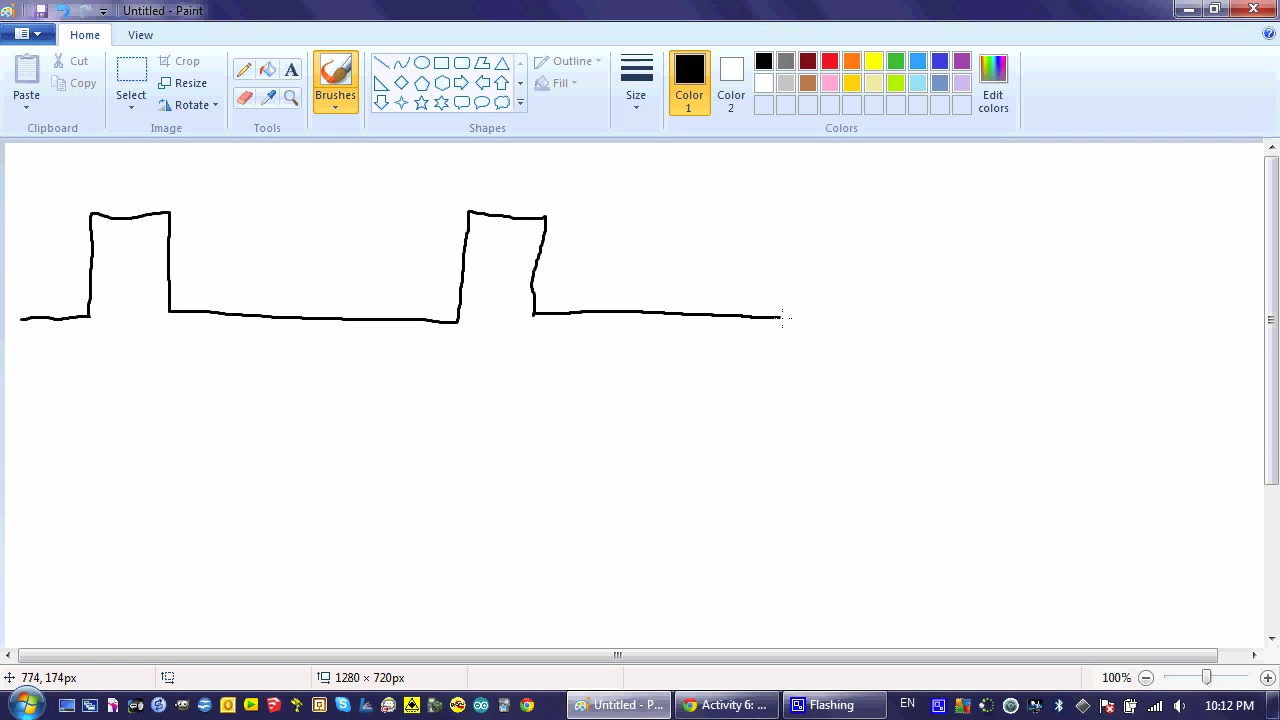 Untitled - Paint
Home View
Paste
Cut
Copy
Clipboard
Select
Crop
Resize
Rotate
Image
A
Tools
Brushes
Outline
Fill
Shapes
Size
Color 1
Color 2
Edit colors
Colors
774, 174px
1280 × 720px
100%
Untitled - P...
Activity 6: ...
Flashing
EN
10:12 PM